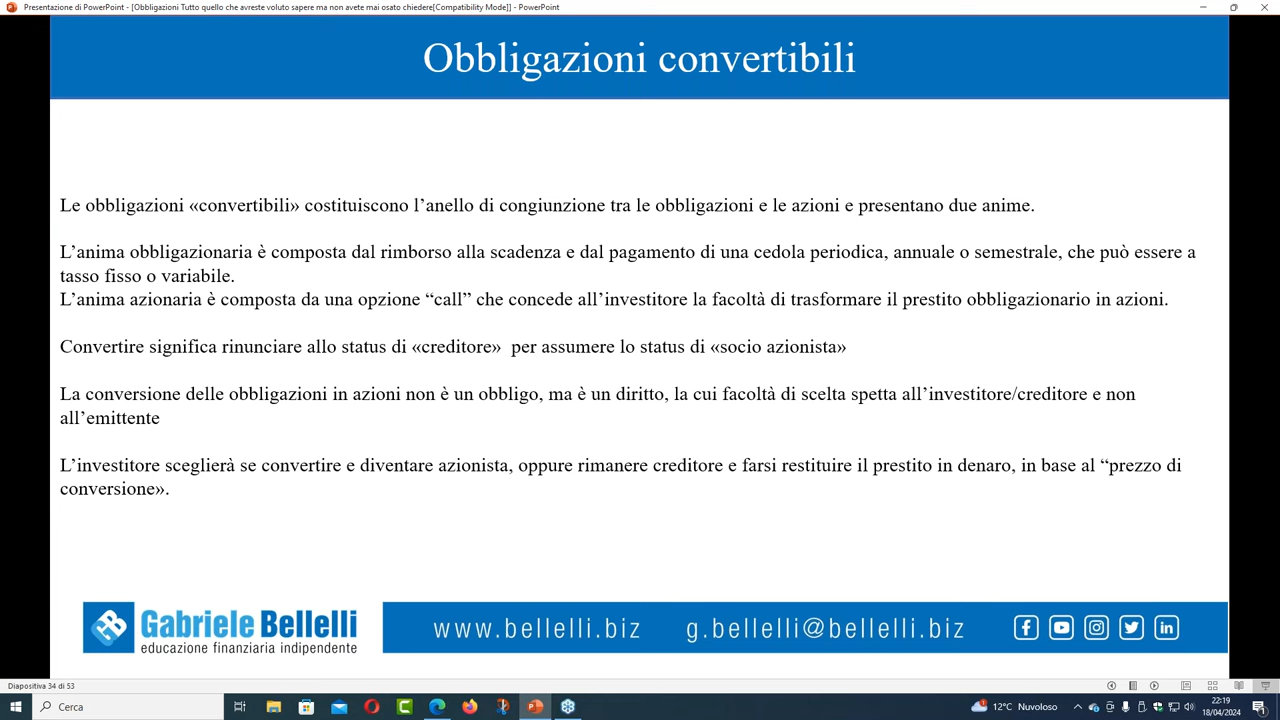 Presentazione di PowerPoint - [Obbligazioni Tutto quello che avreste voluto sapere ma non avete mai osato chiedere[Compatibility Mode]] - PowerPoint
Obbligazioni convertibili
Le obbligazioni «convertibili» costituiscono l’anello di congiunzione tra le obbligazioni e le azioni e presentano due anime.
L’anima obbligazionaria è composta dal rimborso alla scadenza e dal pagamento di una cedola periodica, annuale o semestrale, che può essere a
tasso fisso o variabile.
L’anima azionaria è composta da una opzione “call” che concede all’investitore la facoltà di trasformare il prestito obbligazionario in azioni.
Convertire significa rinunciare allo status di «creditore»  per assumere lo status di «socio azionista»
La conversione delle obbligazioni in azioni non è un obbligo, ma è un diritto, la cui facoltà di scelta spetta all’investitore/creditore e non
all’emittente
L’investitore sceglierà se convertire e diventare azionista, oppure rimanere creditore e farsi restituire il prestito in denaro, in base al “prezzo di
conversione».
Gabriele Bellelli
educazione finanziaria indipendente
www.bellelli.biz g.bellelli@bellelli.biz
Diapositiva 34 di 53
Cerca
12°C Nuvoloso
22:19
18/04/2024